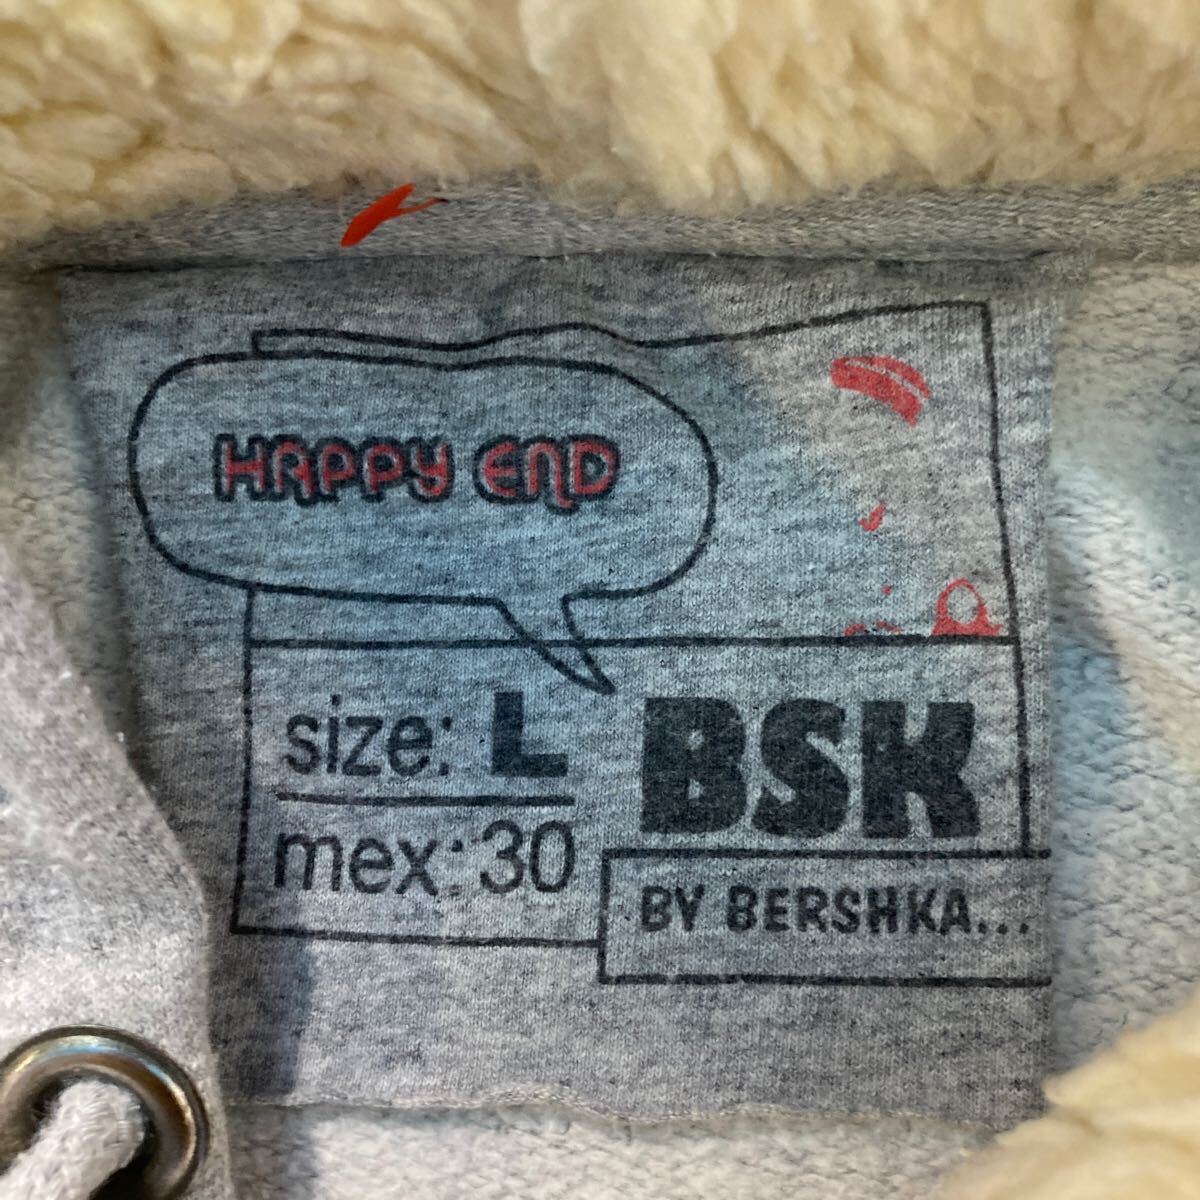 HAPPY END
size: L
mex: 30
BSK
BY BERSHKA...